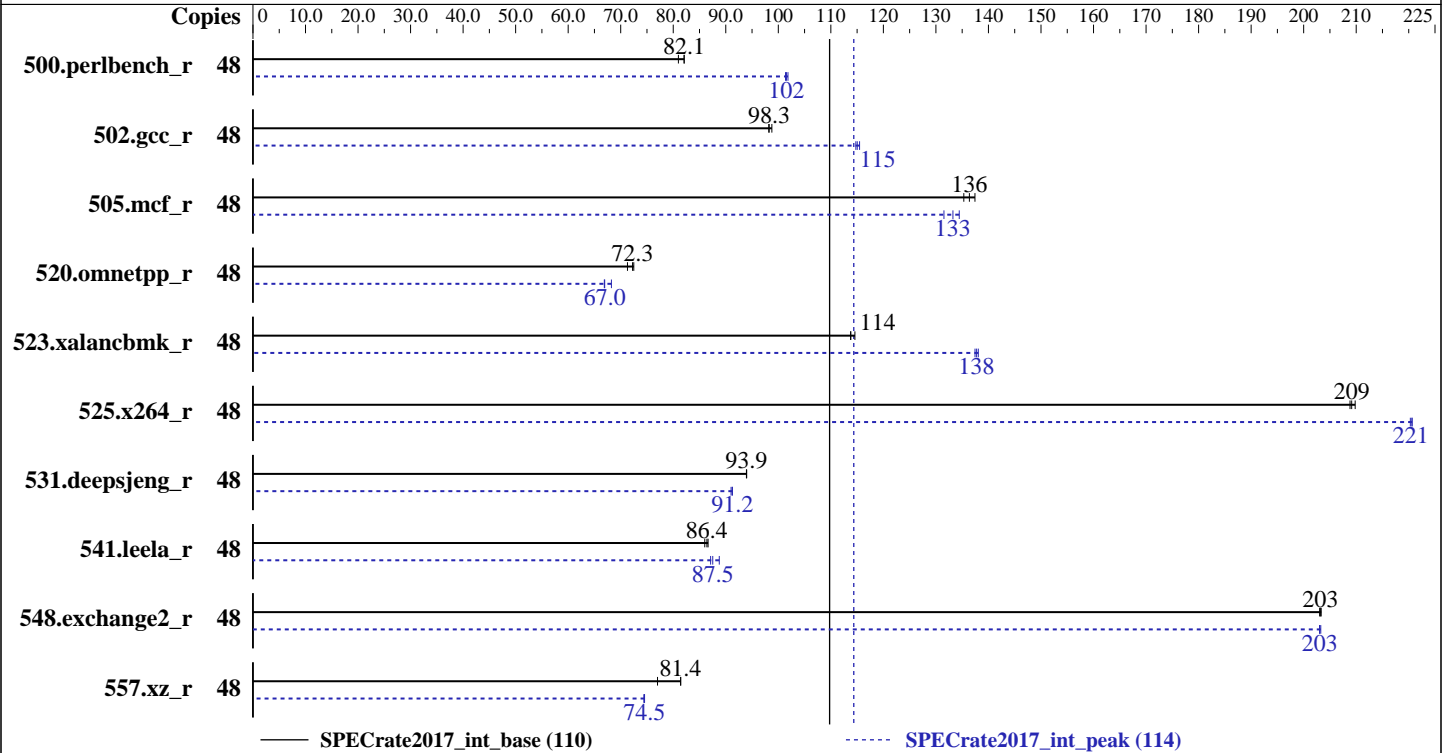 Copies 0 10.0 20.0 30.0 40.0 50.0 60.0 70.0 80.0 90.0 100 110 120 130 140 150 160 170 180 190 200 210 225
82.1
500.perlbench_r 48
102
98.3
502.gcc_r 48
115
136
505.mcf_r 48
133
72.3
520.omnetpp_r 48
67.0
114
523.xalancbmk_r 48
138
209
525.x264_r 48
221
93.9
531.deepsjeng_r 48
91.2
86.4
541.leela_r 48
87.5
203
548.exchange2_r 48
203
81.4
557.xz_r 48
74.5
SPECrate2017_int_base (110) SPECrate2017_int_peak (114)